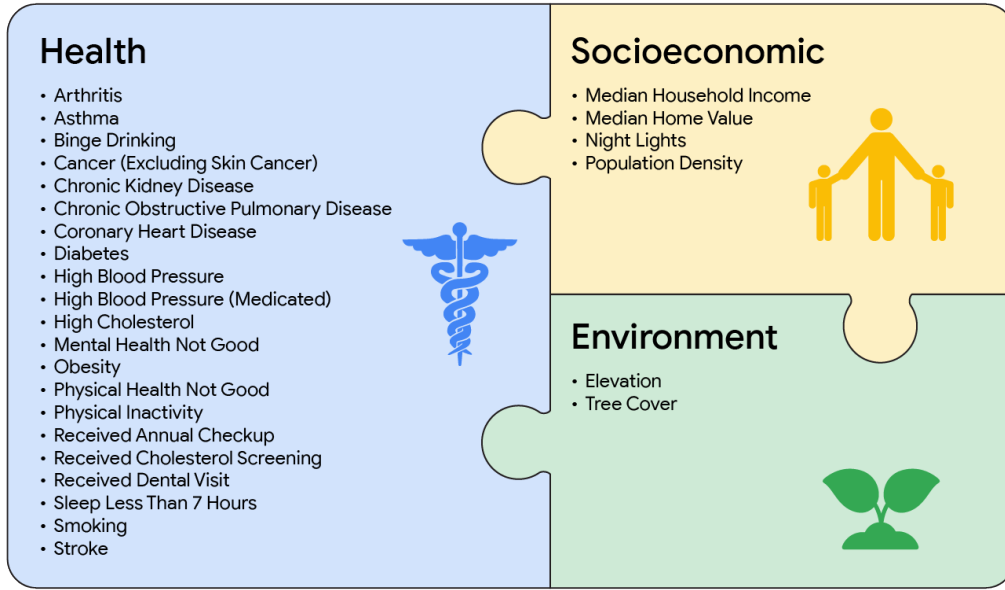 Health
• Arthritis
• Asthma
• Binge Drinking
• Cancer (Excluding Skin Cancer)
• Chronic Kidney Disease
• Chronic Obstructive Pulmonary Disease
• Coronary Heart Disease
• Diabetes
• High Blood Pressure
• High Blood Pressure (Medicated)
• High Cholesterol
• Mental Health Not Good
• Obesity
• Physical Health Not Good
• Physical Inactivity
• Received Annual Checkup
• Received Cholesterol Screening
• Received Dental Visit
• Sleep Less Than 7 Hours
• Smoking
• Stroke
Socioeconomic
• Median Household Income
• Median Home Value
• Night Lights
• Population Density
Environment
• Elevation
• Tree Cover